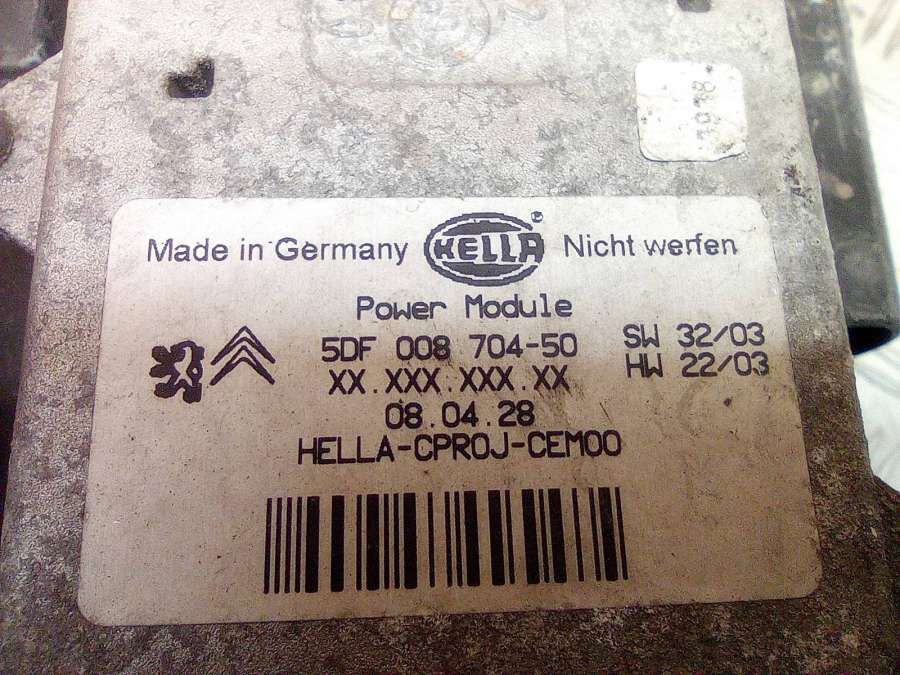 1038
Made in Germany HELLA® Nicht werfen
Power Module
5DF 008 704-50 SW 32/03
XX.XXX.XXX.XX HW 22/03
08.04.28
HELLA-CPROJ-CEM00